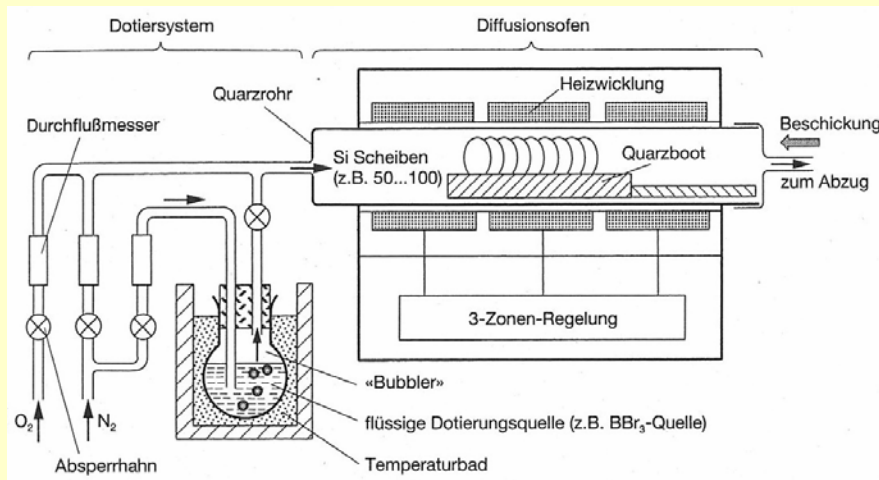 Dotiersystem
Diffusionsofen
Heizwicklung
Quarzrohr
Durchflußmesser
Beschickung
Si Scheiben
(z.B. 50...100)
Quarzboot
zum Abzug
3-Zonen-Regelung
«Bubbler»
flüssige Dotierungsquelle (z.B. BBr₃-Quelle)
O₂
N₂
Absperrhahn
Temperaturbad